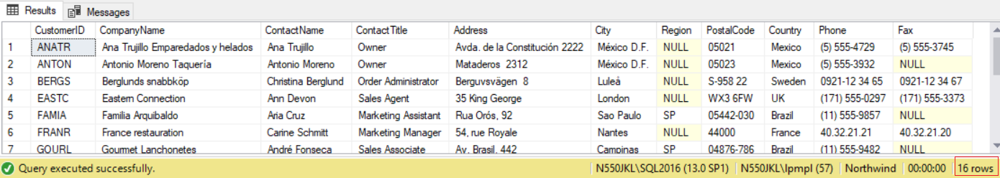 Results Messages
CustomerID CompanyName ContactName ContactTitle Address City Region PostalCode Country Phone Fax
1 ANATR Ana Trujillo Emparedados y helados Ana Trujillo Owner Avda. de la Constitución 2222 México D.F. NULL 05021 Mexico (5) 555-4729 (5) 555-3745
2 ANTON Antonio Moreno Taquería Antonio Moreno Owner Mataderos 2312 México D.F. NULL 05023 Mexico (5) 555-3932 NULL
3 BERGS Berglunds snabbköp Christina Berglund Order Administrator Berguvsvägen 8 Luleå NULL S-958 22 Sweden 0921-12 34 65 0921-12 34 67
4 EASTC Eastern Connection Ann Devon Sales Agent 35 King George London NULL WX3 6FW UK (171) 555-0297 (171) 555-3373
5 FAMIA Familia Arquibaldo Aria Cruz Marketing Assistant Rua Orós, 92 Sao Paulo SP 05442-030 Brazil (11) 555-9857 NULL
6 FRANR France restauration Carine Schmitt Marketing Manager 54, rue Royale Nantes NULL 44000 France 40.32.21.21 40.32.21.20
7 GOURL Gourmet Lanchonetes André Fonseca Sales Associate Av. Brasil, 442 Campinas SP 04876-786 Brazil (11) 555-9482 NULL
Query executed successfully. N550JKL\SQL2016 (13.0 SP1) N550JKL\lpmpl (57) Northwind 00:00:00 16 rows